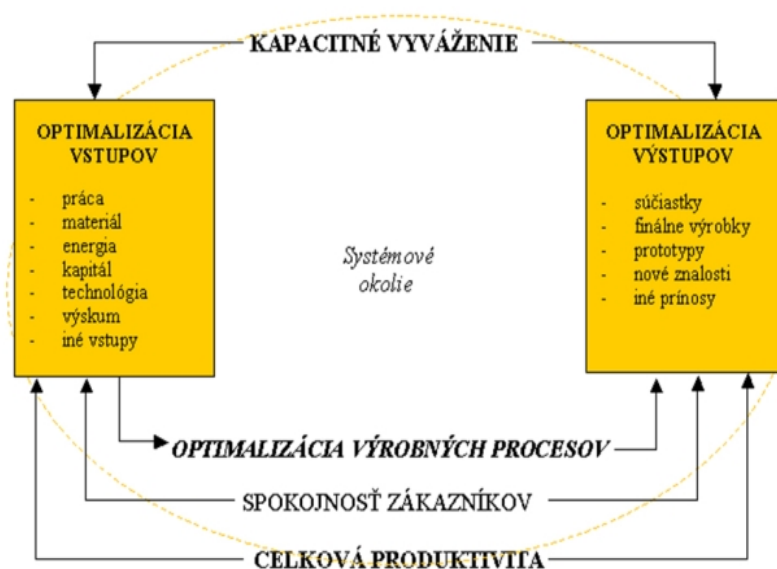 KAPACITNÉ VYVÁŽENIE
OPTIMALIZÁCIA
VSTUPOV
- práca
- materiál
- energia
- kapitál
- technológia
- výskum
- iné vstupy
Systémové
okolie
OPTIMALIZÁCIA
VÝSTUPOV
- súčiastky
- finálne výrobky
- prototypy
- nové znalosti
- iné prínosy
OPTIMALIZÁCIA VÝROBNÝCH PROCESOV
SPOKOJNOSŤ ZÁKAZNÍKOV
CELKOVÁ PRODUKTIVITA